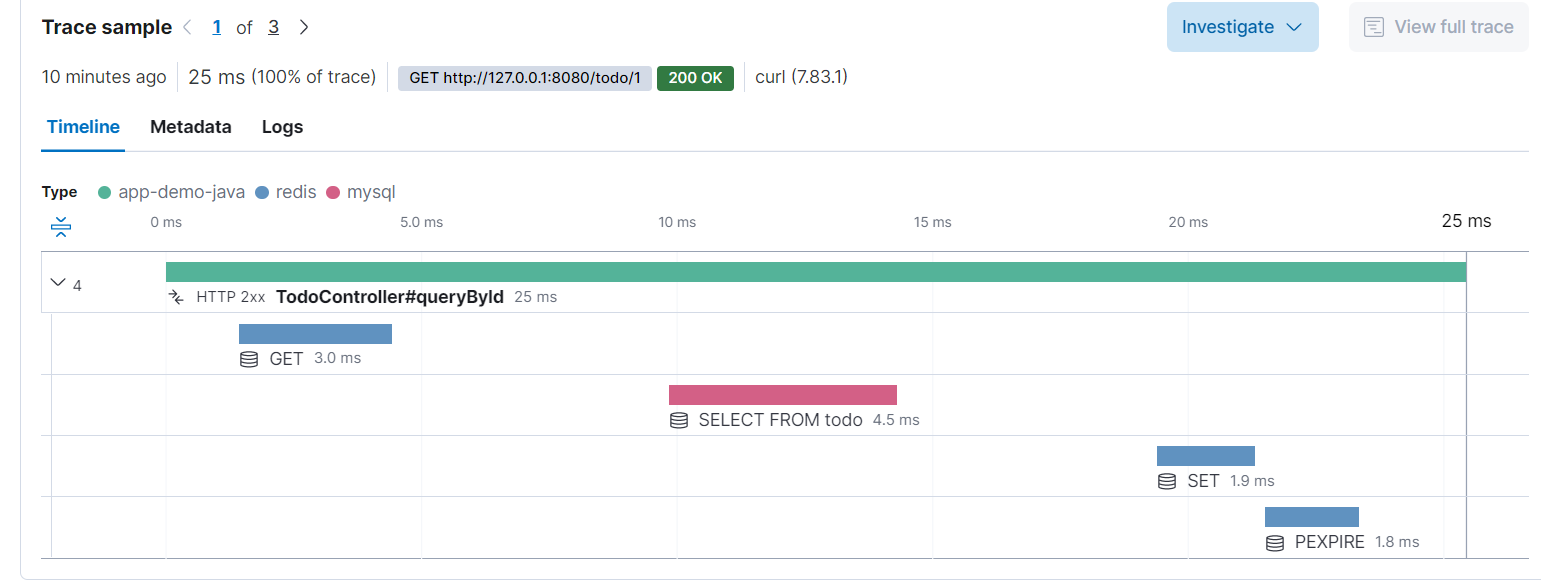 Trace sample 1 of 3 Investigate View full trace
10 minutes ago 25 ms (100% of trace) GET http://127.0.0.1:8080/todo/1 200 OK curl (7.83.1)
Timeline Metadata Logs
Type app-demo-java redis mysql
0 ms 5.0 ms 10 ms 15 ms 20 ms 25 ms
4
HTTP 2xx TodoController#queryById 25 ms
GET 3.0 ms
SELECT FROM todo 4.5 ms
SET 1.9 ms
PEXPIRE 1.8 ms